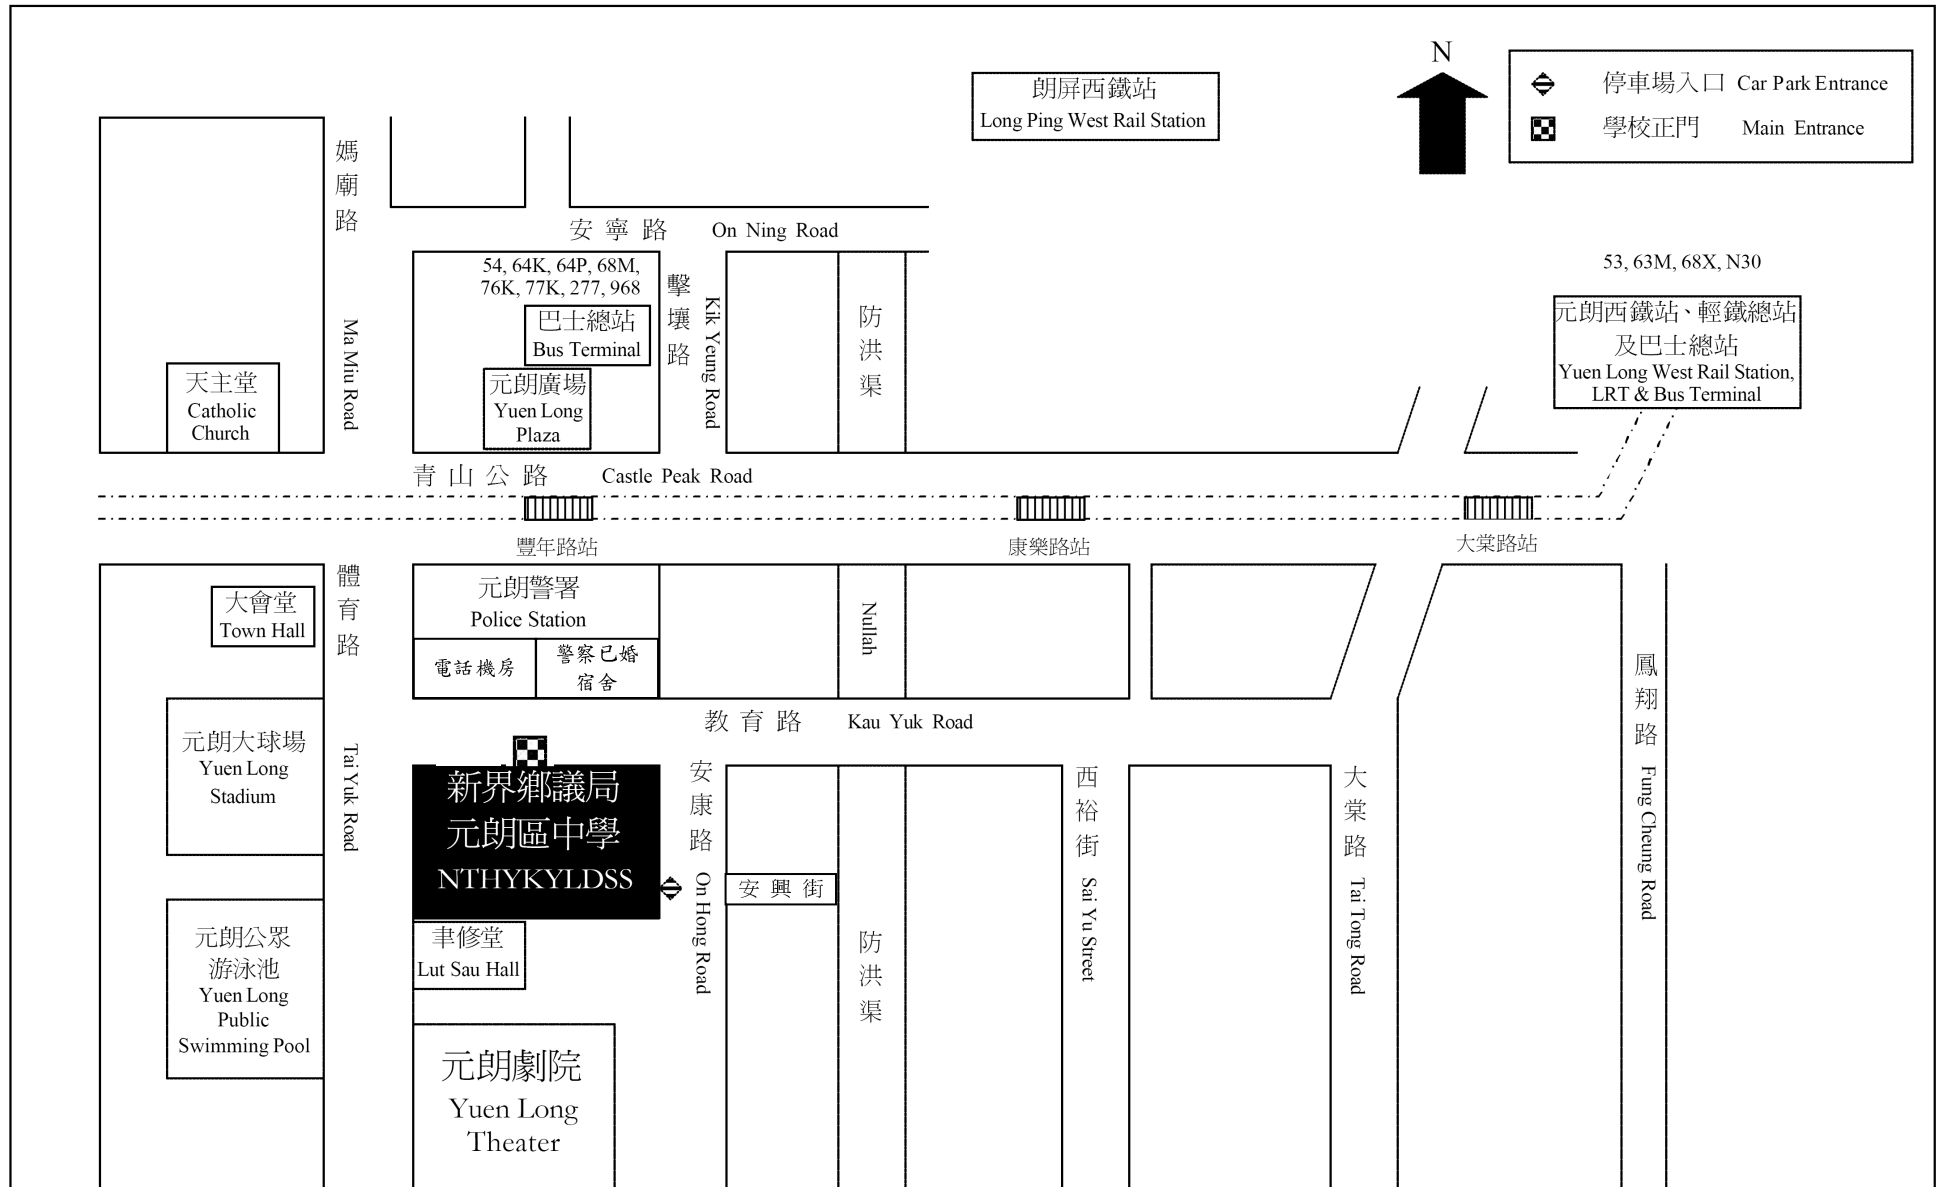 N
停車場入口 Car Park Entrance
學校正門 Main Entrance
朗屏西鐵站
Long Ping West Rail Station
媽廟路
Ma Miu Road
安寧路 On Ning Road
54, 64K, 64P, 68M,
76K, 77K, 277, 968
巴士總站
Bus Terminal
元朗廣場
Yuen Long
Plaza
擊壤路
Kik Yeung Road
防洪渠
53, 63M, 68X, N30
元朗西鐵站、輕鐵總站
及巴士總站
Yuen Long West Rail Station,
LRT & Bus Terminal
天主堂
Catholic
Church
青山公路 Castle Peak Road
豐年路站
康樂路站
大棠路站
大會堂
Town Hall
體育路
Tai Yuk Road
元朗警署
Police Station
電話機房
警察已婚
宿舍
Nullah
教育路 Kau Yuk Road
元朗大球場
Yuen Long
Stadium
新界鄉議局
元朗區中學
NTHYKYLDSS
安康路
On Hong Road
安興街
西裕街
Sai Yu Street
大棠路
Tai Tong Road
鳳翔路
Fung Cheung Road
元朗公眾
游泳池
Yuen Long
Public
Swimming Pool
聿修堂
Lut Sau Hall
防洪渠
元朗劇院
Yuen Long
Theater